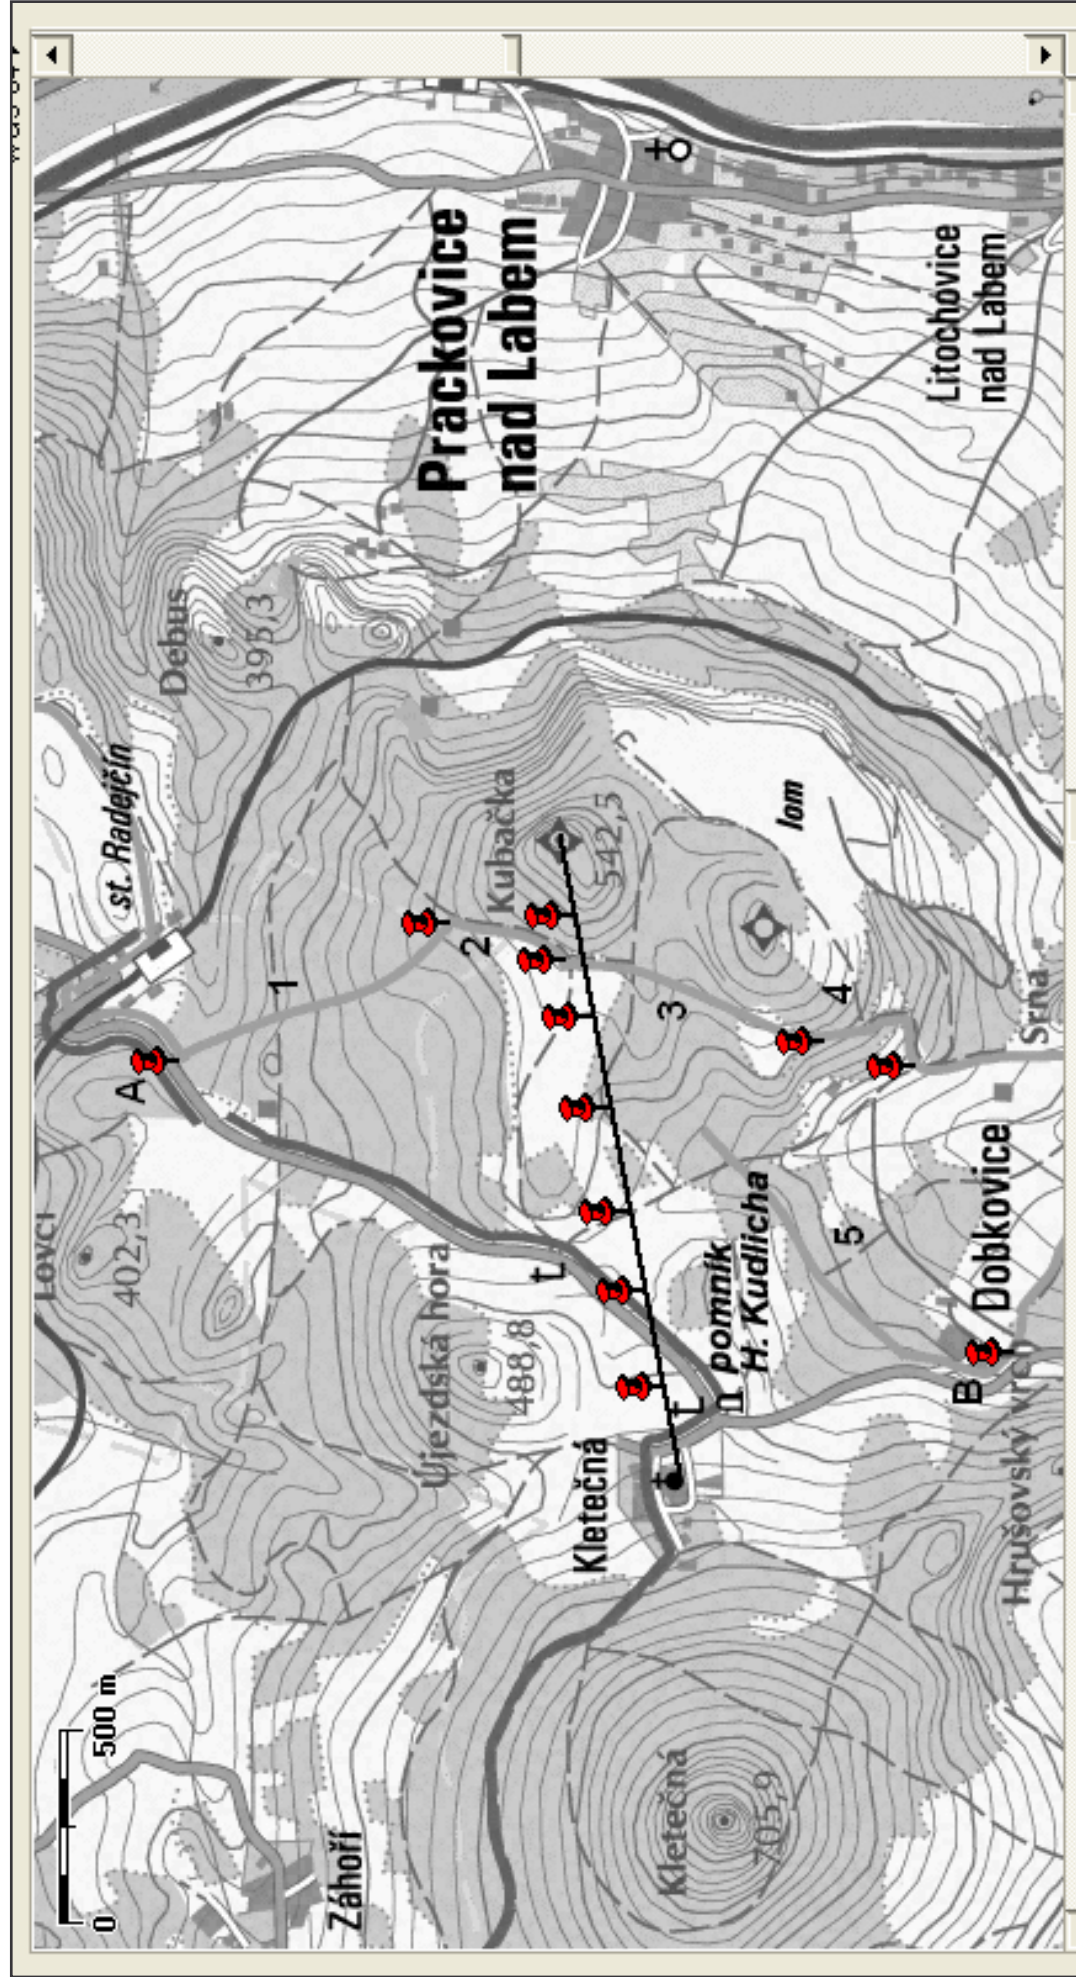 Lovčí
402,3
A
st. Radejčín
1
Debus
395,3
Prackovice
nad Labem
2
Kubačka
542,3
Újezdská hora
488,8
t
3
lom
4
Litochovice
nad Labem
Srna
0
500 m
Záhoří
Kletečná
t
pomník
H. Kudlicha
5
Dobkovice
B
Hrušovský vrch
Kletečná
705,9